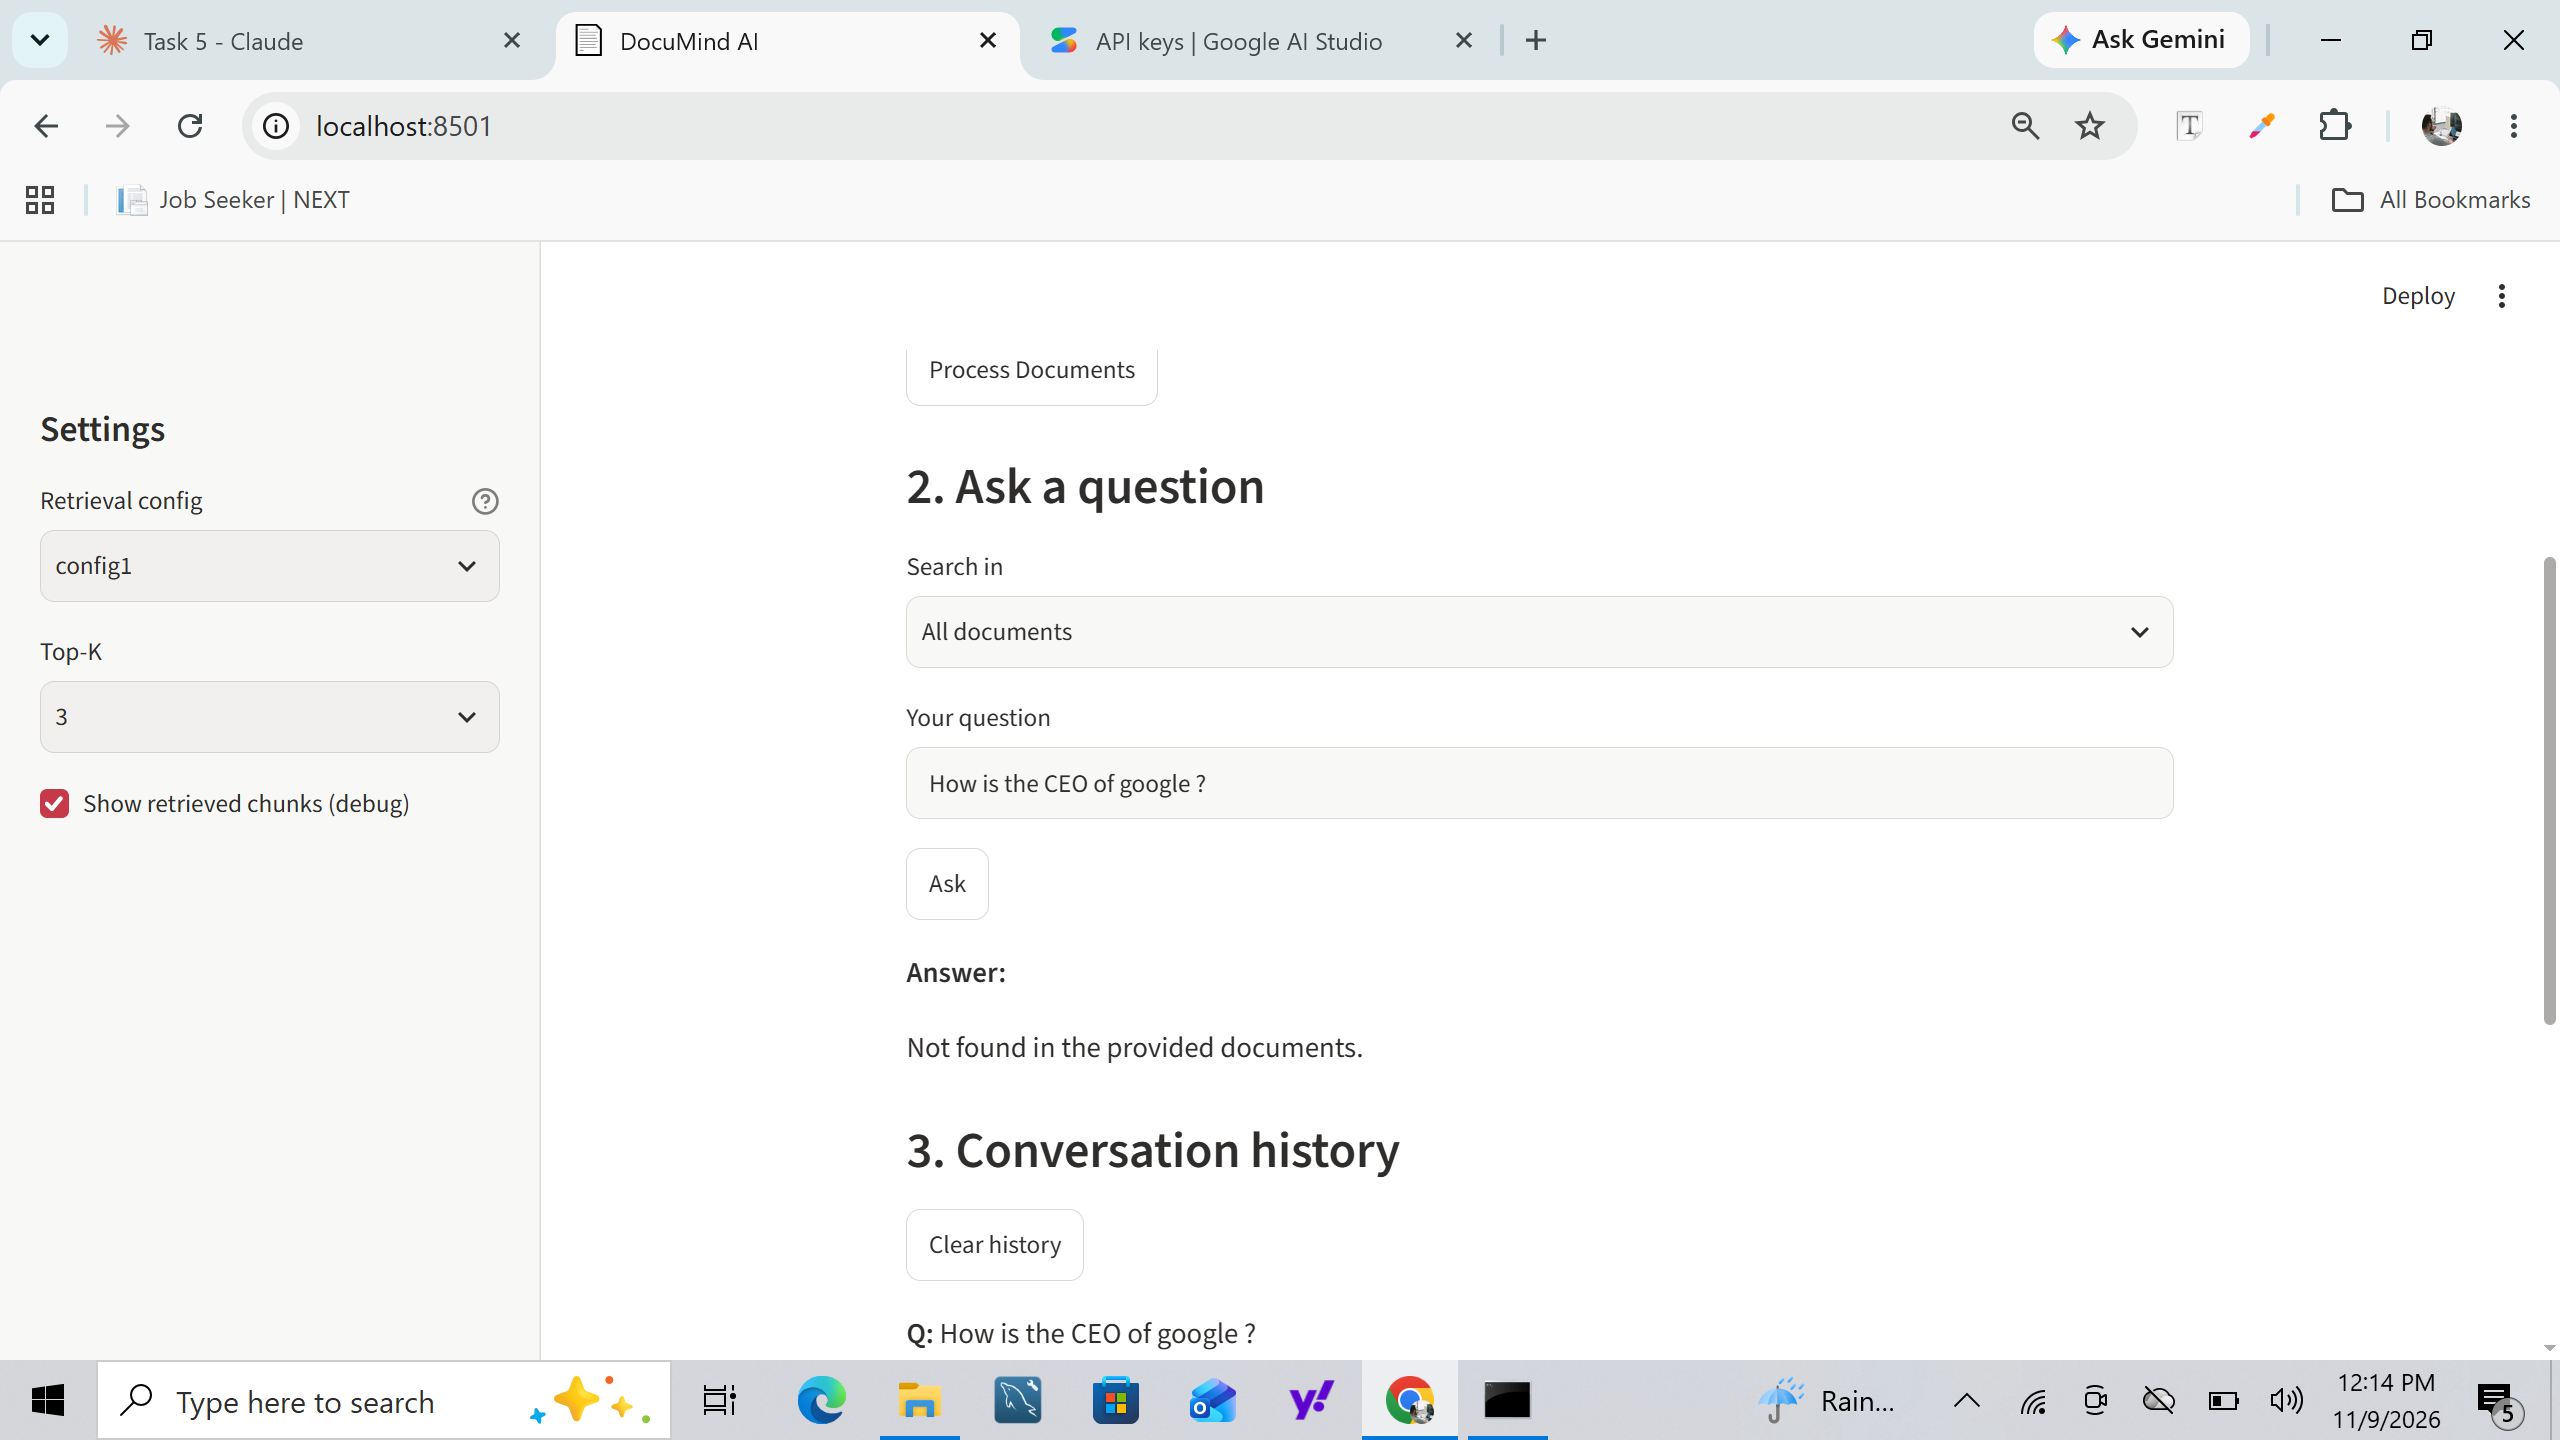 Task 5 - Claude
DocuMind AI
API keys | Google AI Studio
Ask Gemini
localhost:8501
Job Seeker | NEXT
All Bookmarks
Deploy
Settings
Retrieval config
config1
Top-K
3
Show retrieved chunks (debug)
Process Documents
2. Ask a question
Search in
All documents
Your question
How is the CEO of google ?
Ask
Answer:
Not found in the provided documents.
3. Conversation history
Clear history
Q: How is the CEO of google ?
Type here to search
Rain...
12:14 PM
11/9/2026
5